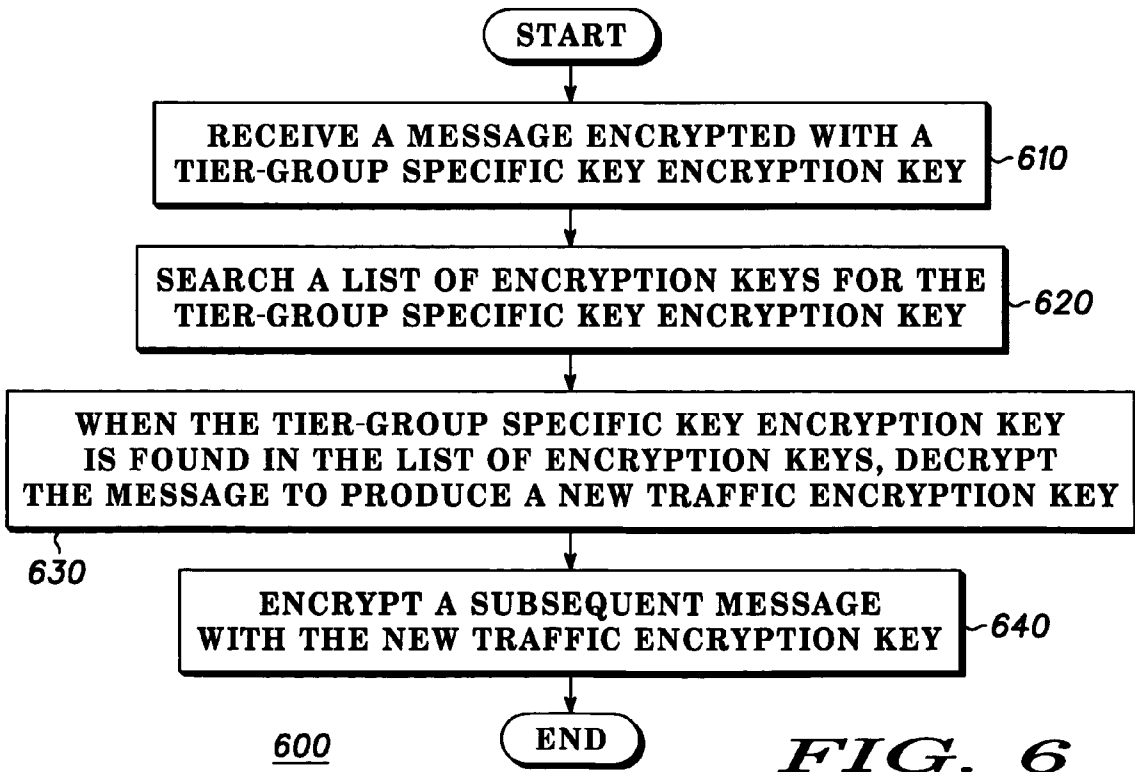 START
RECEIVE A MESSAGE ENCRYPTED WITH A
TIER-GROUP SPECIFIC KEY ENCRYPTION KEY
610
SEARCH A LIST OF ENCRYPTION KEYS FOR THE
TIER-GROUP SPECIFIC KEY ENCRYPTION KEY
620
WHEN THE TIER-GROUP SPECIFIC KEY ENCRYPTION KEY
IS FOUND IN THE LIST OF ENCRYPTION KEYS, DECRYPT
THE MESSAGE TO PRODUCE A NEW TRAFFIC ENCRYPTION KEY
630
ENCRYPT A SUBSEQUENT MESSAGE
WITH THE NEW TRAFFIC ENCRYPTION KEY
640
END
600
FIG. 6